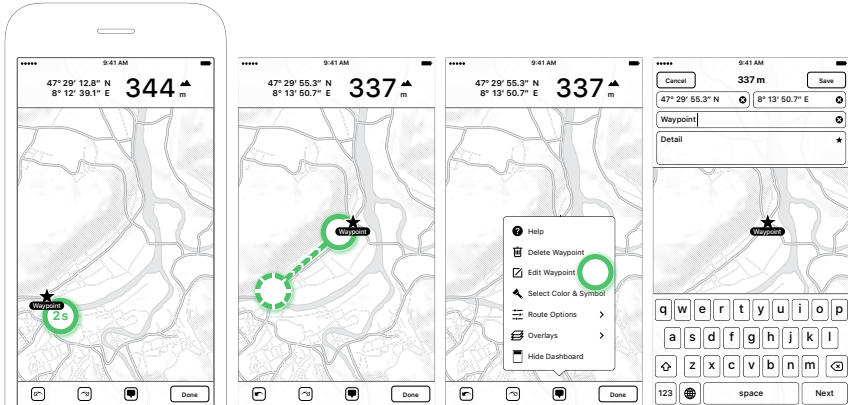 9:41 AM
47° 29′ 12.8″ N
8° 12′ 39.1″ E
344 m
Waypoint
2 s
Done
9:41 AM
47° 29′ 55.3″ N
8° 13′ 50.7″ E
337 m
Waypoint
Done
9:41 AM
47° 29′ 55.3″ N
8° 13′ 50.7″ E
337 m
Help
Delete Waypoint
Edit Waypoint
Select Color & Symbol
Route Options
Overlays
Hide Dashboard
Done
9:41 AM
Cancel 337 m Save
47° 29′ 55.3″ N 8° 13′ 50.7″ E
Waypoint
Detail
Waypoint
q w e r t y u i o p
a s d f g h j k l
z x c v b n m
123 space Next